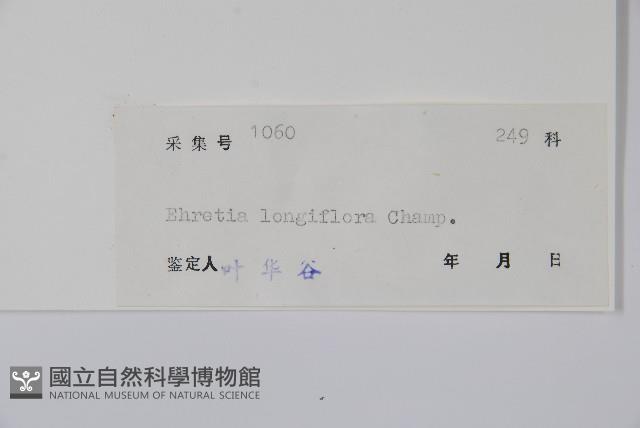 采集号 1060 249 科
Ehretia longiflora Champ.
鉴定人 叶华谷 年 月 日
國立自然科學博物館
NATIONAL MUSEUM OF NATURAL SCIENCE